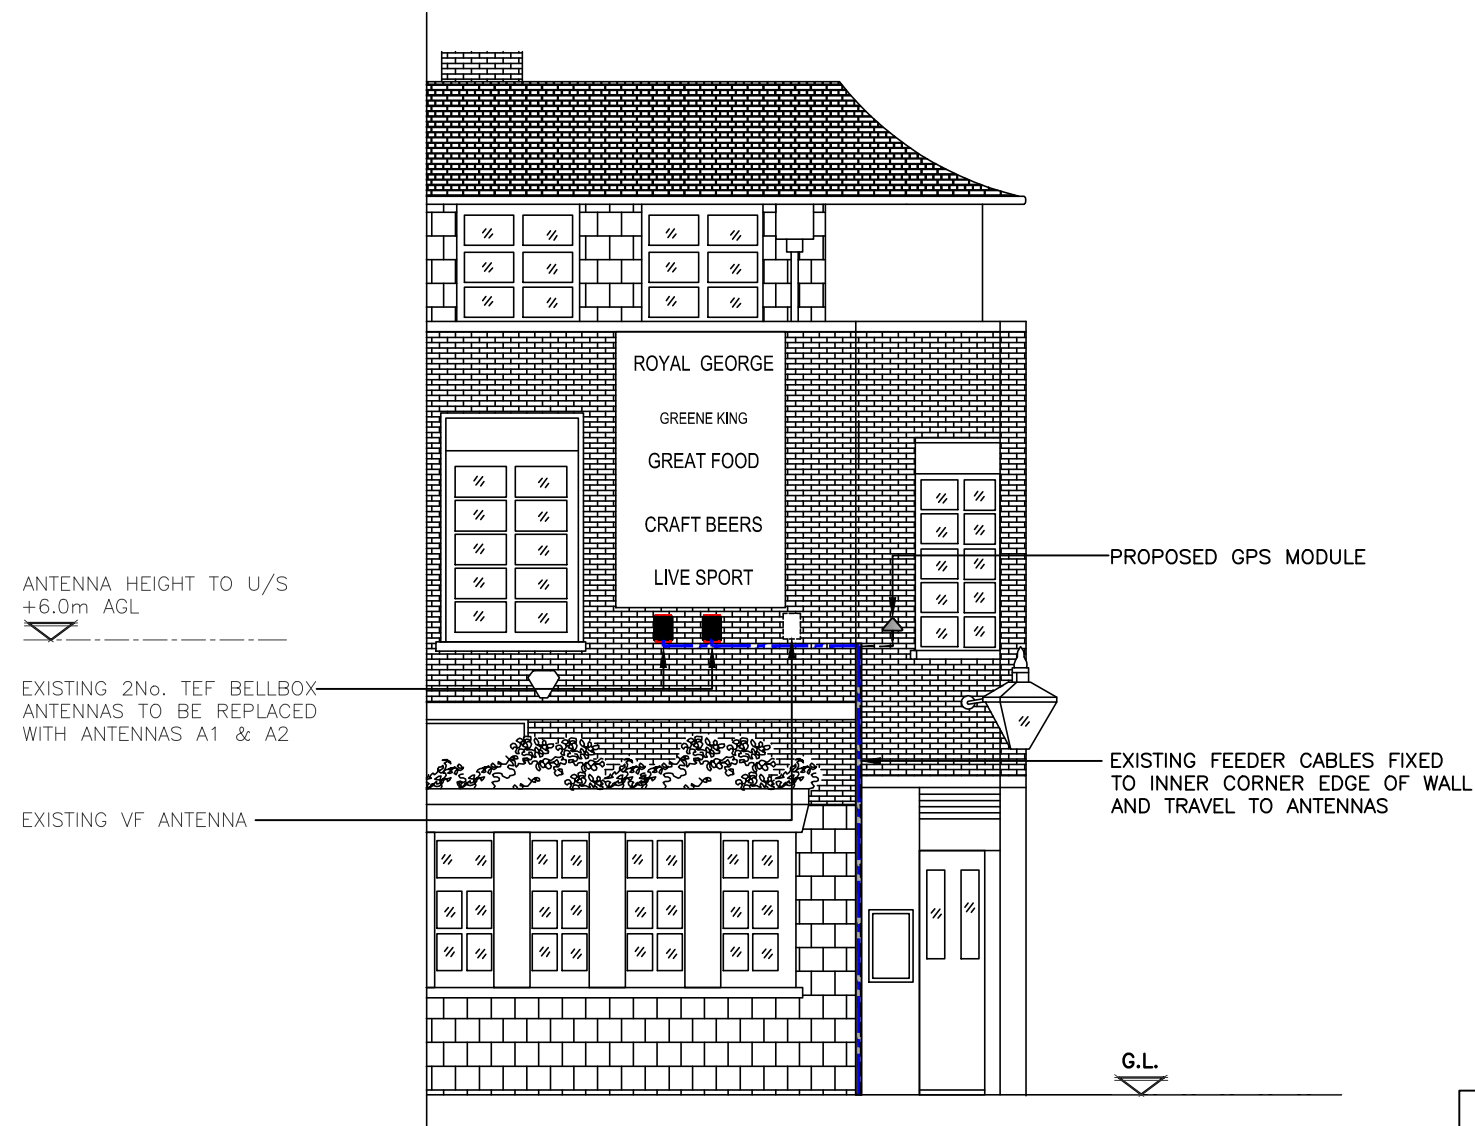 ROYAL GEORGE
GREENE KING
GREAT FOOD
CRAFT BEERS
LIVE SPORT
PROPOSED GPS MODULE
ANTENNA HEIGHT TO U/S
+6.0m AGL
EXISTING 2No. TEF BELLBOX
ANTENNAS TO BE REPLACED
WITH ANTENNAS A1 & A2
EXISTING FEEDER CABLES FIXED
TO INNER CORNER EDGE OF WALL
AND TRAVEL TO ANTENNAS
EXISTING VF ANTENNA
G.L.